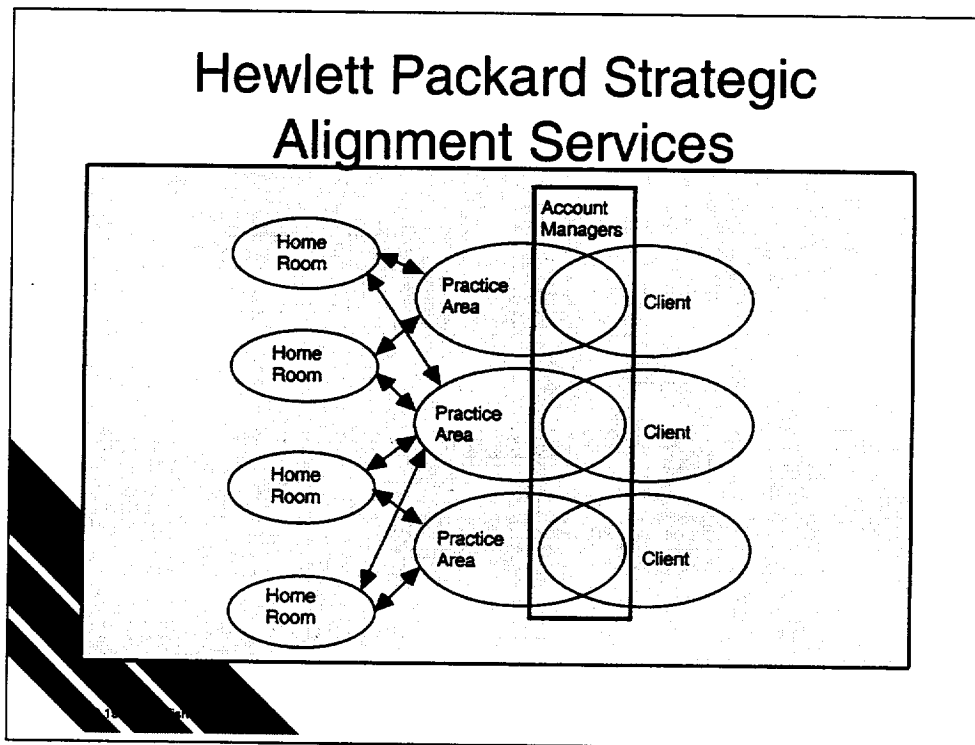 Hewlett Packard Strategic
Alignment Services
Account
Managers
Home
Room
Practice
Area
Client
Home
Room
Practice
Area
Client
Home
Room
Practice
Area
Client
Home
Room